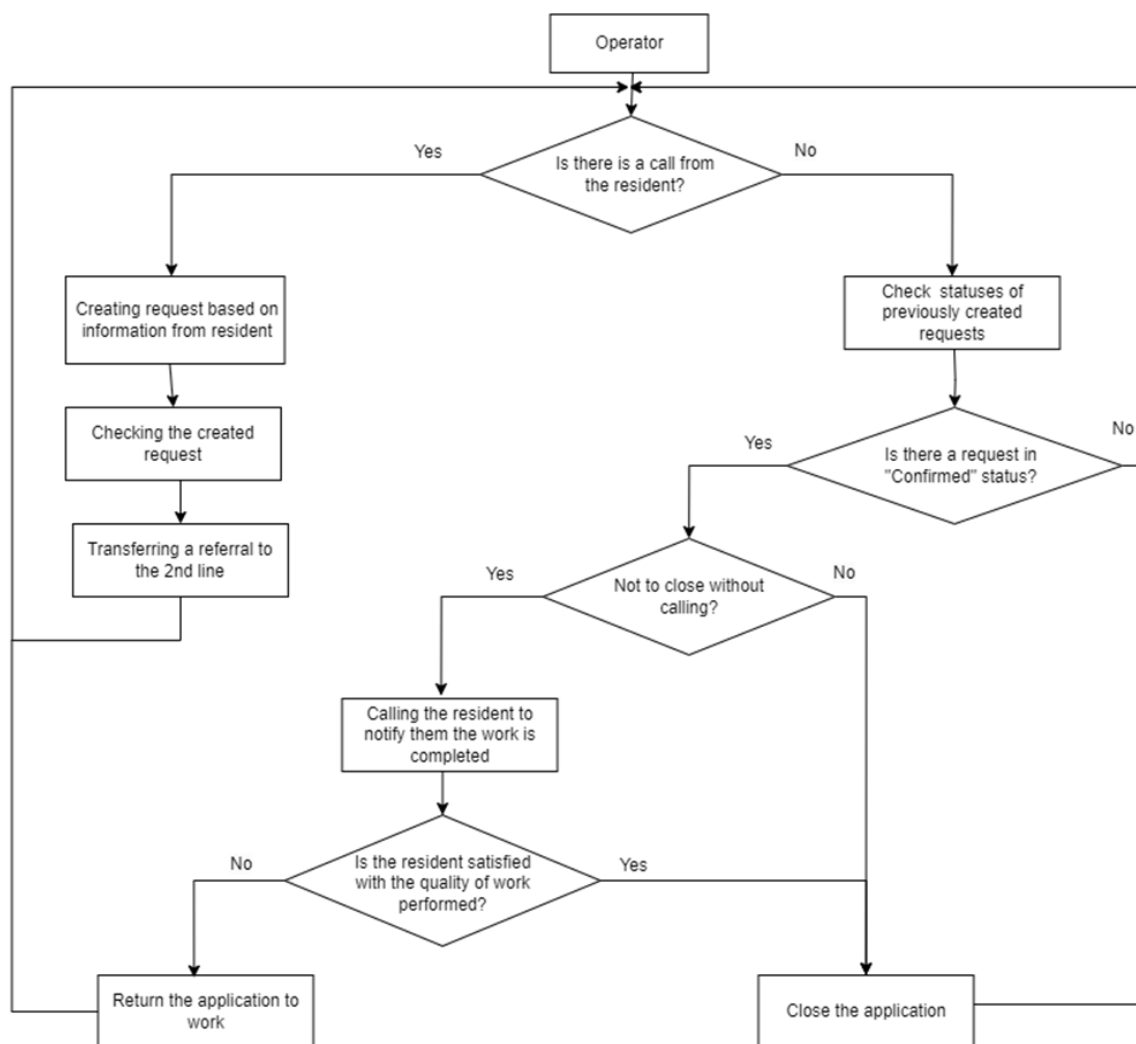 Operator
Yes
No
Is there is a call from
the resident?
Creating request based on
information from resident
Check statuses of
previously created
requests
Checking the created
request
Yes
No
Is there a request in
"Confirmed" status?
Transferring a referral to
the 2nd line
Yes
No
Not to close without
calling?
Calling the resident to
notify them the work is
completed
No
Yes
Is the resident satisfied
with the quality of work
performed?
Return the application to
work
Close the application